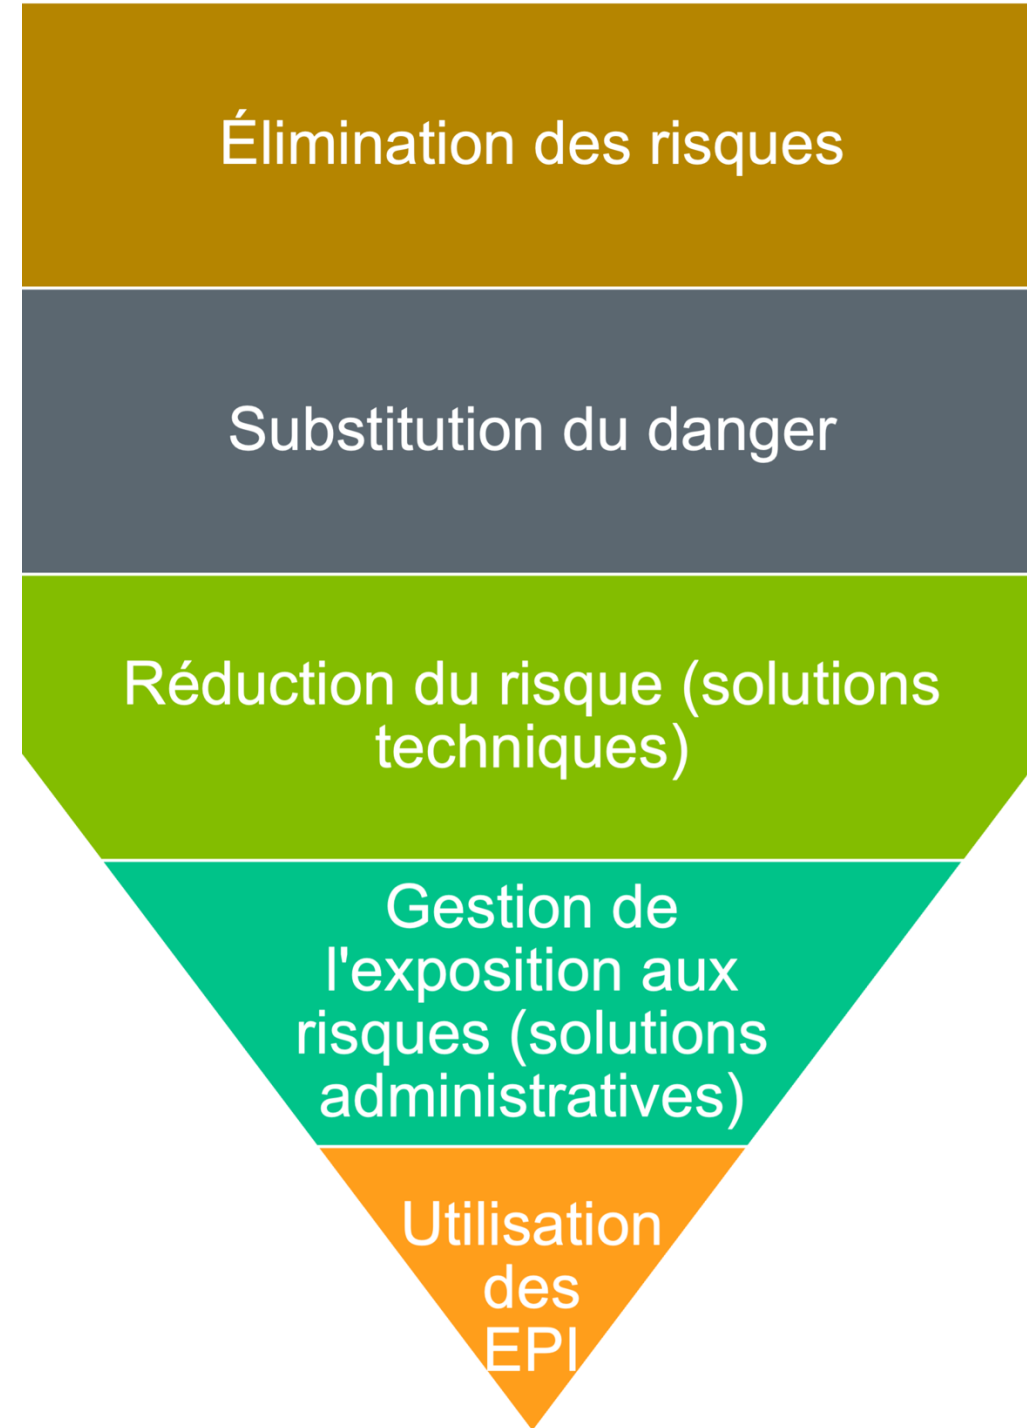 Élimination des risques
Substitution du danger
Réduction du risque (solutions
techniques)
Gestion de
l'exposition aux
risques (solutions
administratives)
Utilisation
des
EPI